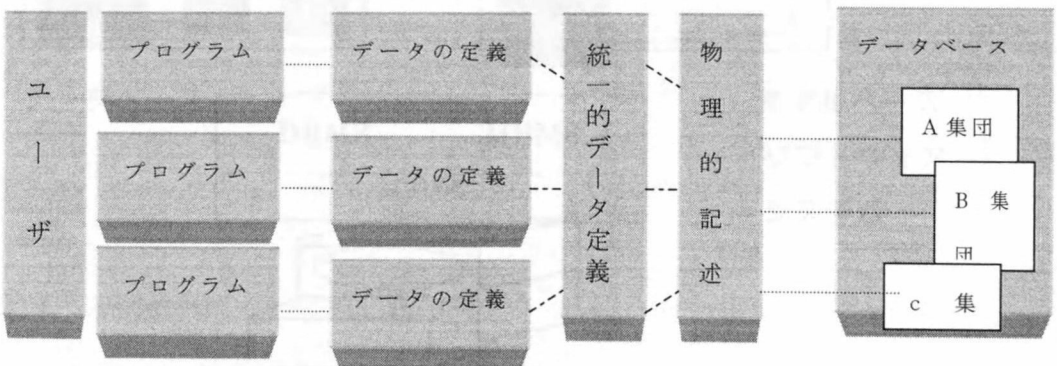 ユーザ
プログラム
プログラム
プログラム
データの定義
データの定義
データの定義
統一的データ定義
物理的記述
データベース
A集団
B 集
団
c 集